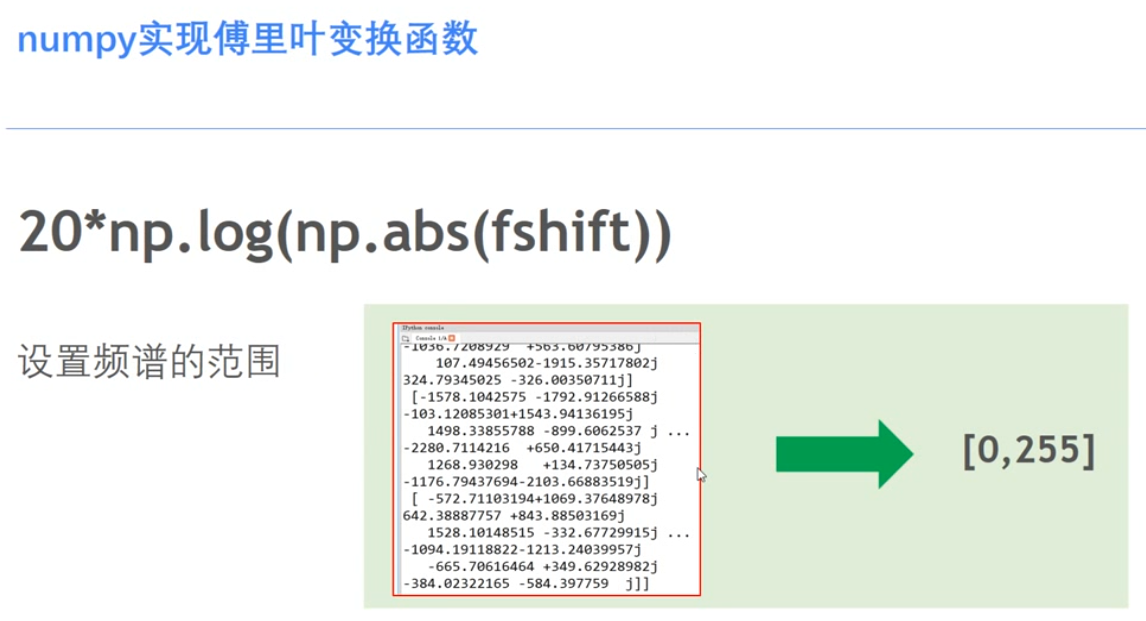 numpy实现傅里叶变换函数
20*np.log(np.abs(fshift))
设置频谱的范围
IPython console
Console 1/A
-1036.7208929 +563.60795386j
107.49456502-1915.35717802j
324.79345025 -326.00350711j]
[-1578.1042575 -1792.91266588j
-103.12085301+1543.94136195j
1498.33855788 -899.6062537 j ...
-2280.7114216 +650.41715443j
1268.930298 +134.73750505j
-1176.79437694-2103.66883519j]
[ -572.71103194+1069.37648978j
642.38887757 +843.88503169j
1528.10148515 -332.67729915j ...
-1094.19118822-1213.24039957j
-665.70616464 +349.62928982j
-384.02322165 -584.397759 j]]
[0,255]